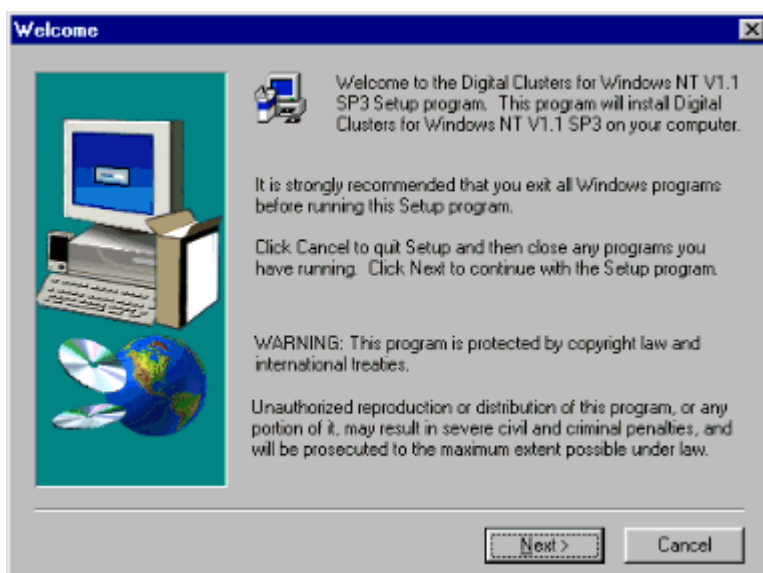 Welcome
Welcome to the Digital Clusters for Windows NT V1.1
SP3 Setup program. This program will install Digital
Clusters for Windows NT V1.1 SP3 on your computer.
It is strongly recommended that you exit all Windows programs
before running this Setup program.
Click Cancel to quit Setup and then close any programs you
have running. Click Next to continue with the Setup program.
WARNING: This program is protected by copyright law and
international treaties.
Unauthorized reproduction or distribution of this program, or any
portion of it, may result in severe civil and criminal penalties, and
will be prosecuted to the maximum extent possible under law.
Next >
Cancel